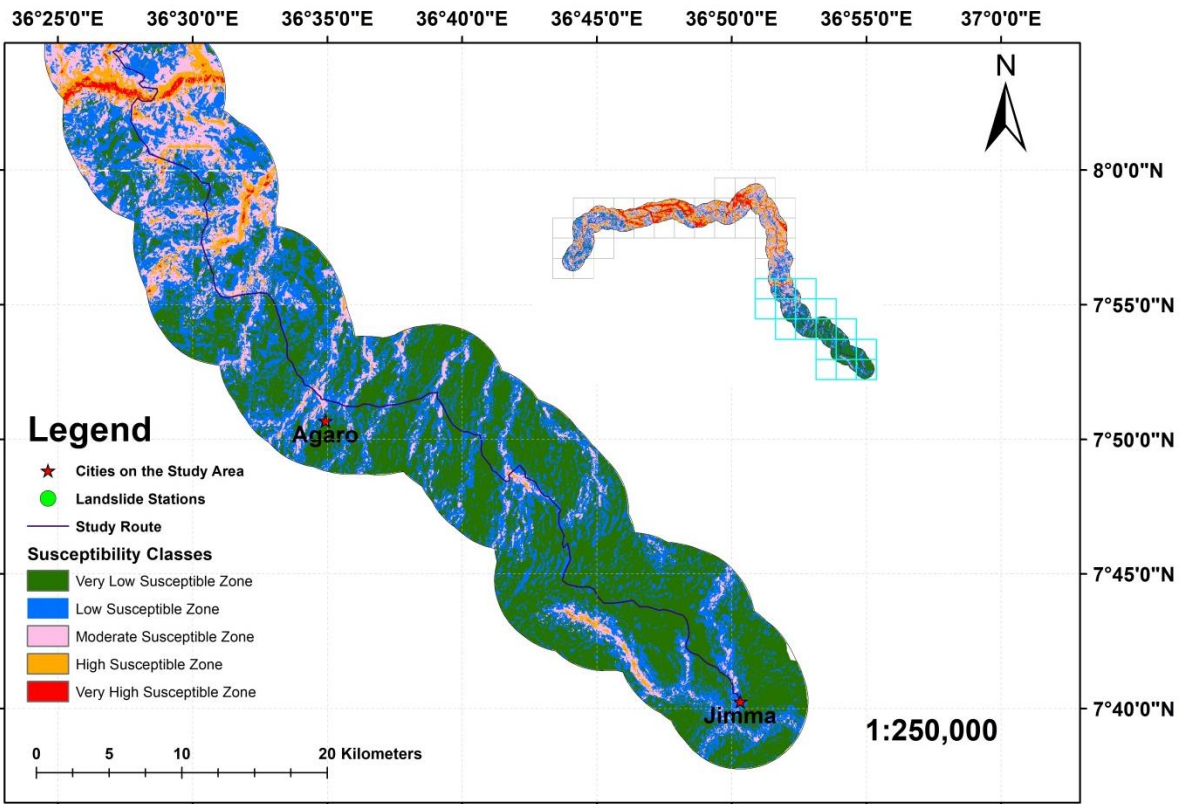 36°25'0"E 36°30'0"E 36°35'0"E 36°40'0"E 36°45'0"E 36°50'0"E 36°55'0"E 37°0'0"E
N
8°0'0"N
7°55'0"N
7°50'0"N
7°45'0"N
7°40'0"N
Agaro
Jimma
Legend
Cities on the Study Area
Landslide Stations
Study Route
Susceptibility Classes
Very Low Susceptible Zone
Low Susceptible Zone
Moderate Susceptible Zone
High Susceptible Zone
Very High Susceptible Zone
0 5 10 20 Kilometers
1:250,000